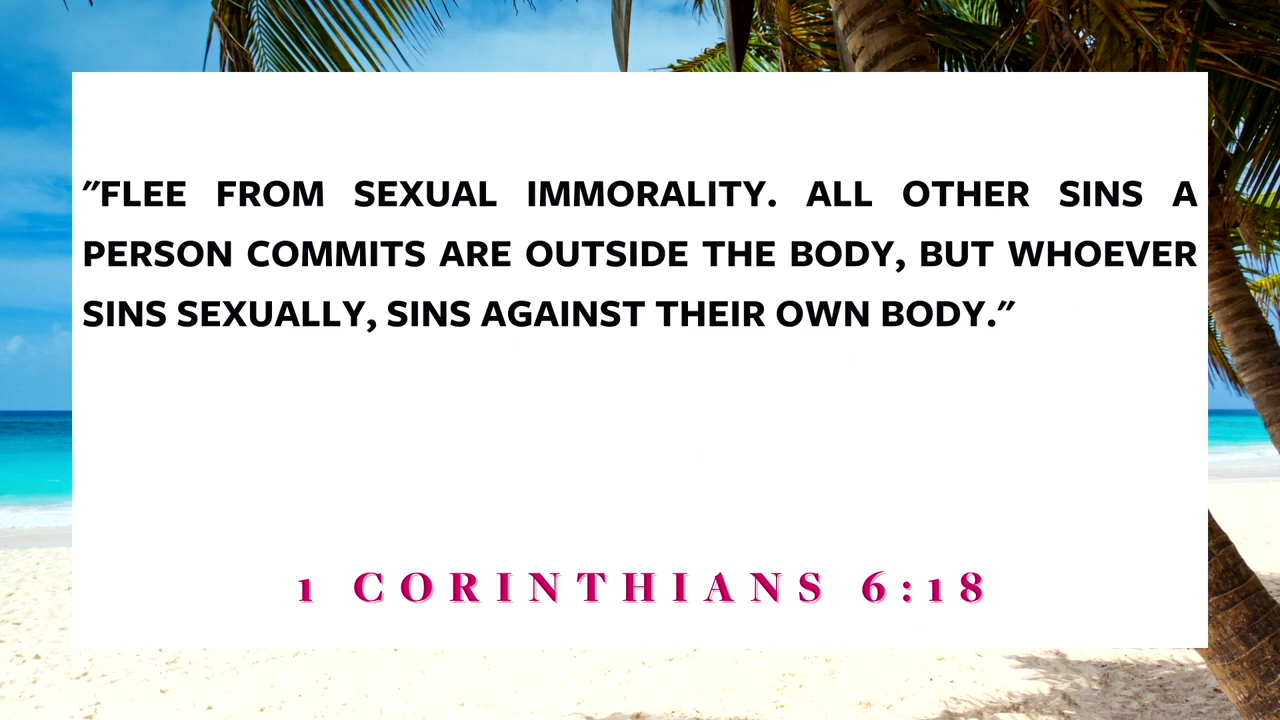 "FLEE FROM SEXUAL IMMORALITY. ALL OTHER SINS A
PERSON COMMITS ARE OUTSIDE THE BODY, BUT WHOEVER
SINS SEXUALLY, SINS AGAINST THEIR OWN BODY."
1 CORINTHIANS 6:18